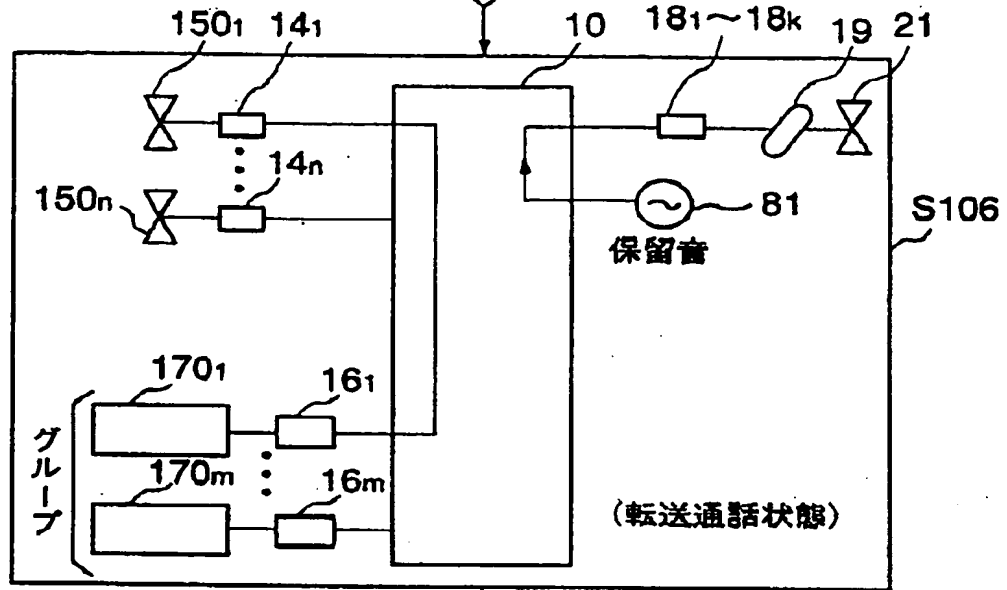 150₁
14₁
10
18₁～18k
19
21
14n
150n
81
S106
保留音
170₁
16₁
グループ
170m
16m
(転送通話状態)